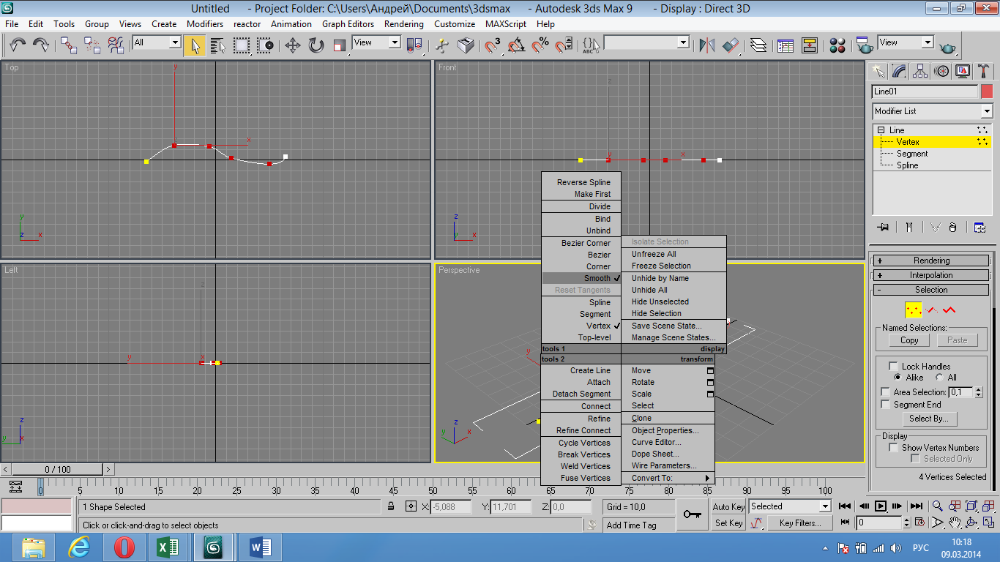 Untitled - Project Folder: C:\Users\Андрей\Documents\3dsmax - Autodesk 3ds Max 9 - Display : Direct 3D
File Edit Tools Group Views Create Modifiers reactor Animation Graph Editors Rendering Customize MAXScript Help
All View 3 % ABC View
Top
y
x
y
z x
Front
z
y x
z
y x
Left
z
y x
z
y x
Perspective
y
z
x y
Reverse Spline
Make First
Divide
Bind
Unbind
Bezier Corner
Bezier
Corner
Smooth
Reset Tangents
Spline
Segment
Vertex
Top-level
tools 1
Isolate Selection
Unfreeze All
Freeze Selection
Unhide by Name
Unhide All
Hide Unselected
Hide Selection
Save Scene State...
Manage Scene States...
display
tools 2
Create Line
Attach
Detach Segment
Connect
Refine
Refine Connect
Cycle Vertices
Break Vertices
Weld Vertices
Fuse Vertices
transform
Move
Rotate
Scale
Select
Clone
Object Properties...
Curve Editor...
Dope Sheet...
Wire Parameters...
Convert To:
Line01
Modifier List
Line
Vertex
Segment
Spline
+ Rendering
+ Interpolation
- Selection
Named Selections:
Copy Paste
Lock Handles
Alike All
Area Selection: 0,1
Segment End
Select By...
Display
Show Vertex Numbers
Selected Only
4 Vertices Selected
< 0 / 100 >
0 5 10 15 20 25 30 35 40 45 50 55 60 65 70 75 80 85 90 95 100
1 Shape Selected X: -5,088 Y: 11,701 Z: 0,0 Grid = 10,0 Auto Key Selected
Click or click-and-drag to select objects Add Time Tag Set Key Key Filters... 0
РУС
10:18
09.03.2014